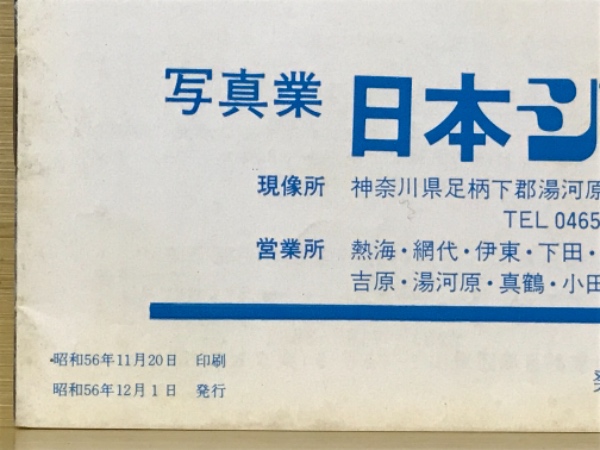 写真業 日本ジ
現像所 神奈川県足柄下郡湯河原
TEL 0465
営業所 熱海・網代・伊東・下田・
吉原・湯河原・真鶴・小田
昭和56年11月20日 印刷
昭和56年12月1日 発行